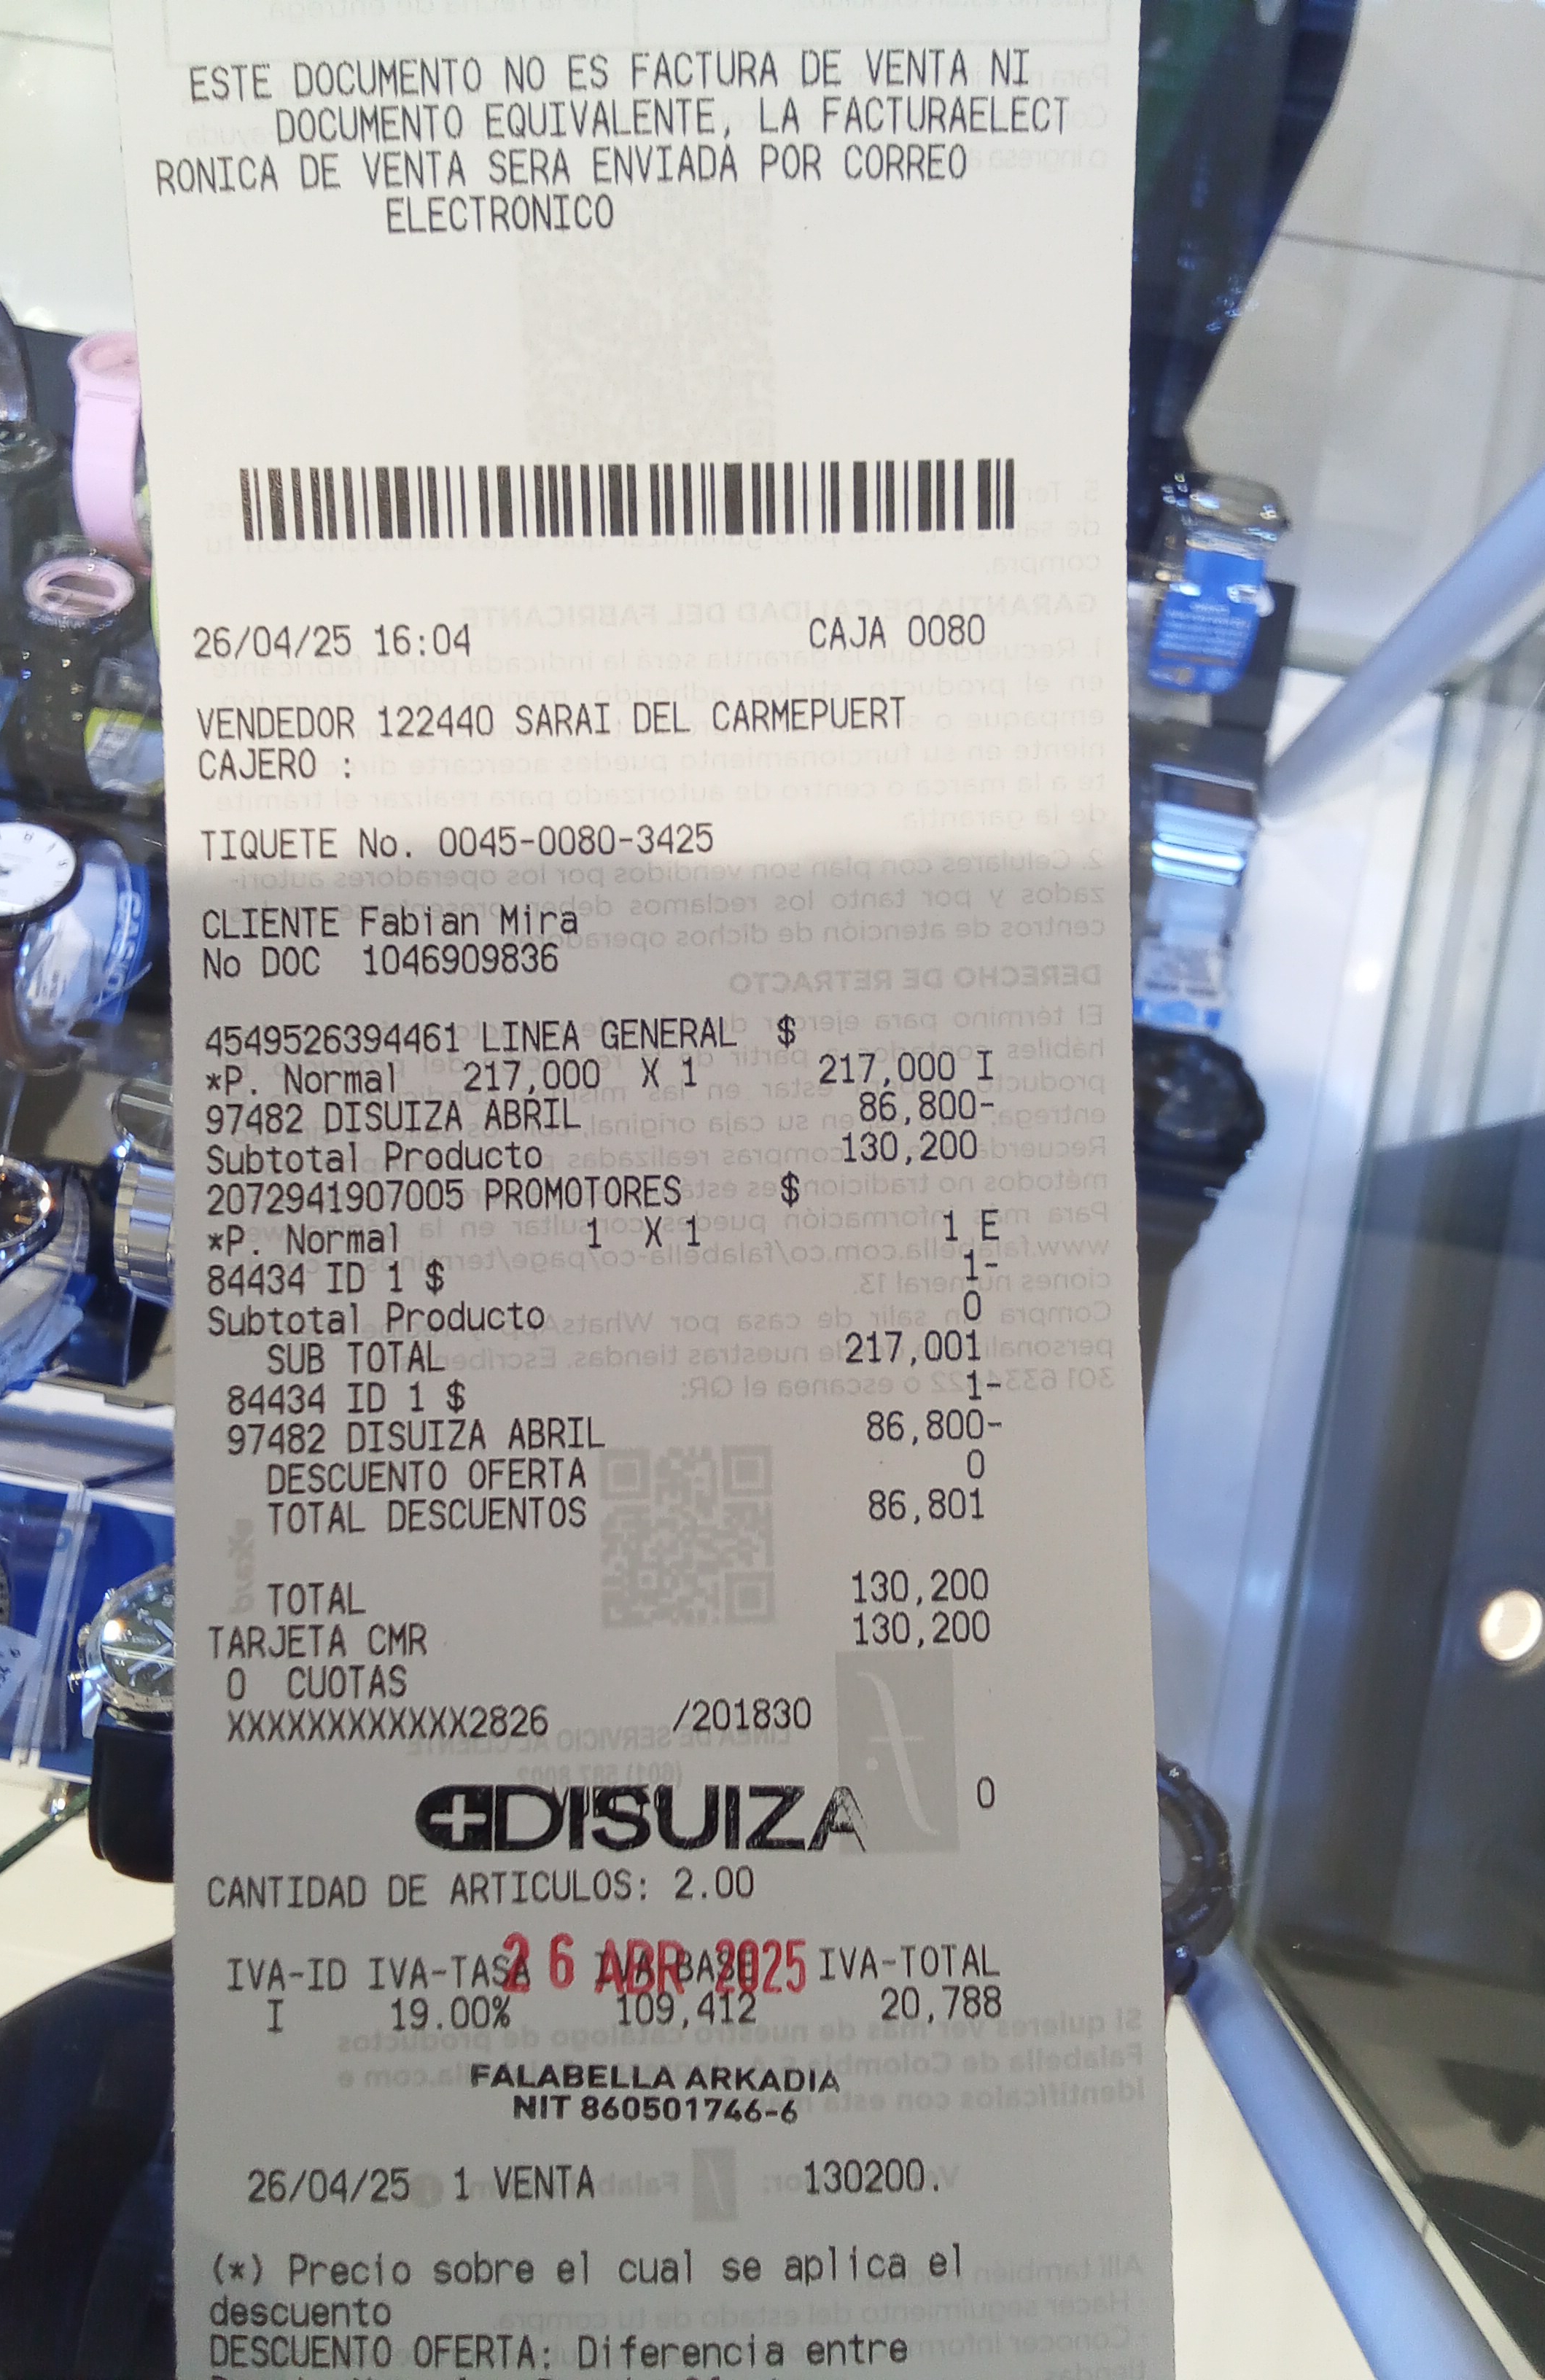 ESTE DOCUMENTO NO ES FACTURA DE VENTA NI
DOCUMENTO EQUIVALENTE, LA FACTURAELECT
RONICA DE VENTA SERA ENVIADA POR CORREO
ELECTRONICO
26/04/25 16:04 CAJA 0080
VENDEDOR 122440 SARAI DEL CARMEPUERT
CAJERO :
TIQUETE No. 0045-0080-3425
CLIENTE Fabian Mira
No DOC 1046909836
4549526394461 LINEA GENERAL $
*P. Normal 217,000 X 1 217,000 I
97482 DISUIZA ABRIL 86,800-
Subtotal Producto 130,200
2072941907005 PROMOTORES $
*P. Normal 1 X 1 1 E
84434 ID 1 $ 1-
Subtotal Producto 0
SUB TOTAL 217,001
84434 ID 1 $ 1-
97482 DISUIZA ABRIL 86,800-
DESCUENTO OFERTA 0
TOTAL DESCUENTOS 86,801
TOTAL 130,200
TARJETA CMR 130,200
0 CUOTAS
XXXXXXXXXXXX2826 /201830
DISUIZA 0
CANTIDAD DE ARTICULOS: 2.00
26 ABR 2025
IVA-ID IVA-TASA IVA BASE IVA-TOTAL
I 19.00% 109,412 20,788
FALABELLA ARKADIA
NIT 860501746-6
26/04/25 1 VENTA 130200.
(*) Precio sobre el cual se aplica el
descuento
DESCUENTO OFERTA: Diferencia entre